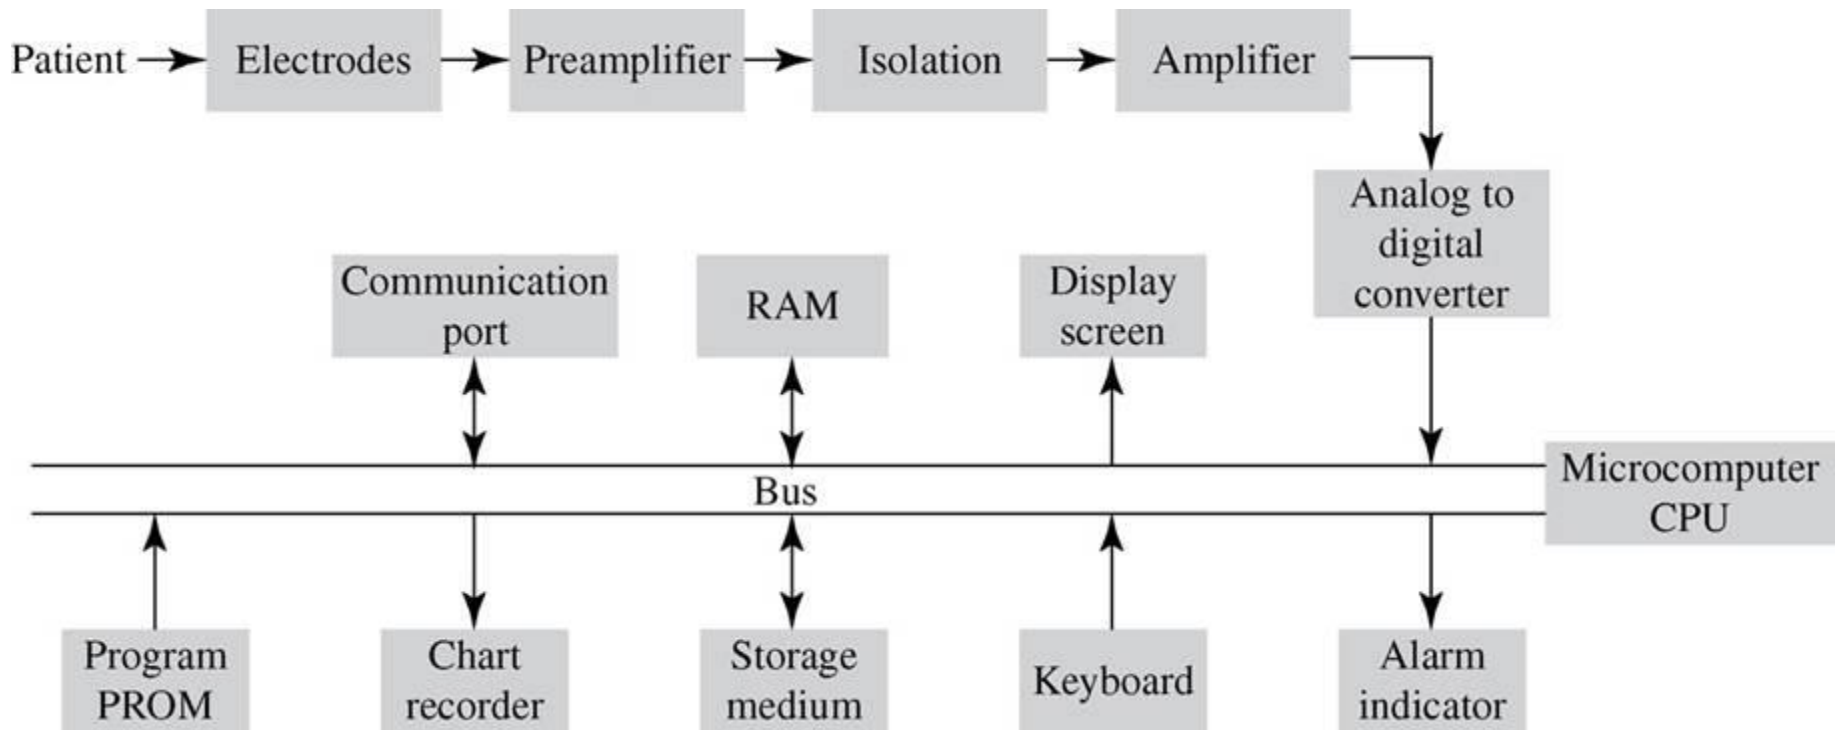 Patient
Electrodes
Preamplifier
Isolation
Amplifier
Analog to
digital
converter
Communication
port
RAM
Display
screen
Microcomputer
CPU
Bus
Program
PROM
Chart
recorder
Storage
medium
Keyboard
Alarm
indicator